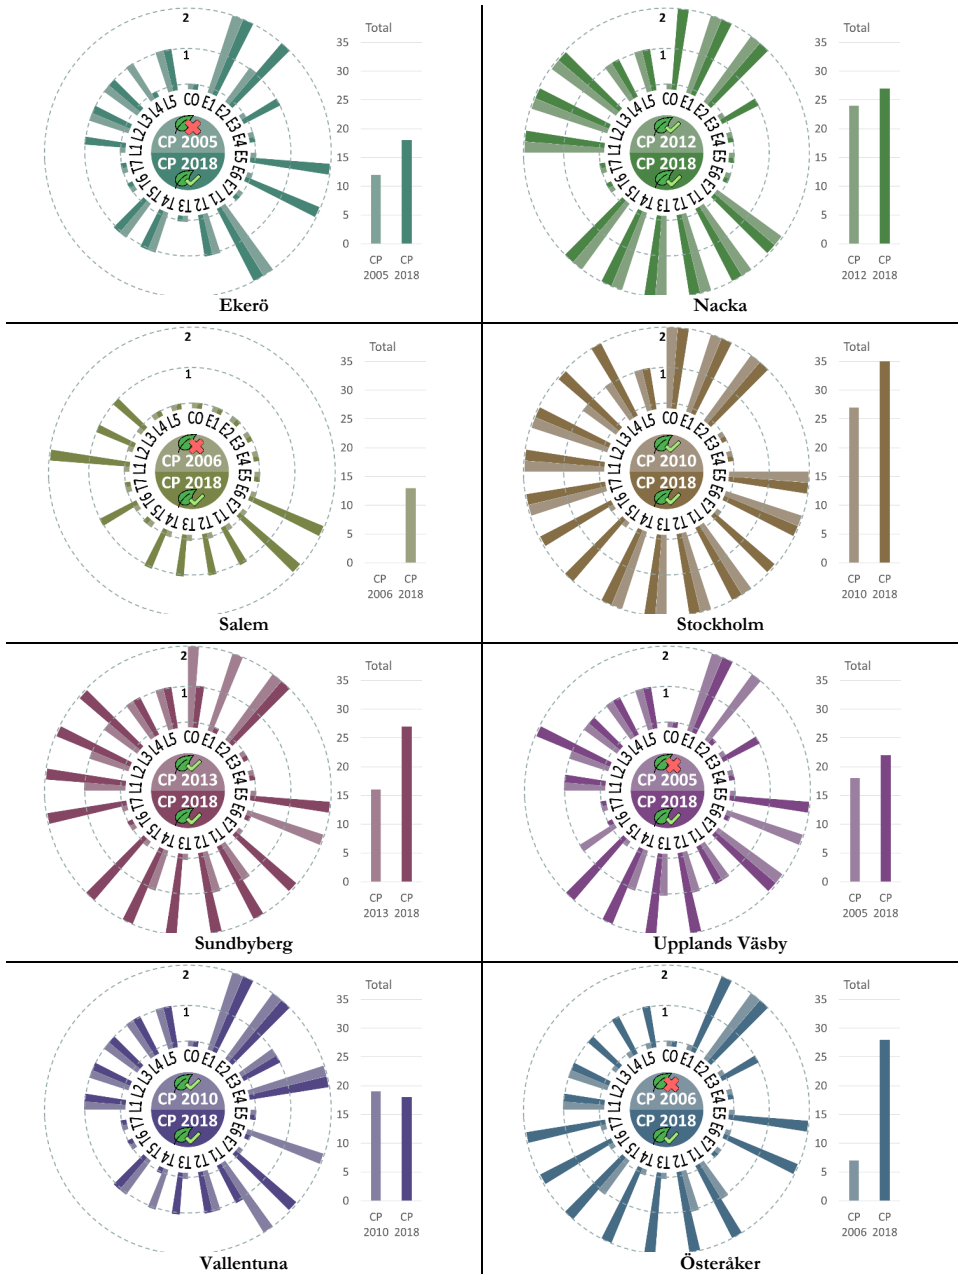 2
1
CO E1 E2 E3 E4 E5 E6 E7 T1 T2 T3 T4 T5 T6 T7 L1 L2 L3 L4 L5
CP 2005
CP 2018
Total
35
30
25
20
15
10
5
0
CP 2005
CP 2018
Ekerö
2
1
CO E1 E2 E3 E4 E5 E6 E7 T1 T2 T3 T4 T5 T6 T7 L1 L2 L3 L4 L5
CP 2012
CP 2018
Total
35
30
25
20
15
10
5
0
CP 2012
CP 2018
Nacka
2
1
CO E1 E2 E3 E4 E5 E6 E7 T1 T2 T3 T4 T5 T6 T7 L1 L2 L3 L4 L5
CP 2006
CP 2018
Total
35
30
25
20
15
10
5
0
CP 2006
CP 2018
Salem
2
1
CO E1 E2 E3 E4 E5 E6 E7 T1 T2 T3 T4 T5 T6 T7 L1 L2 L3 L4 L5
CP 2010
CP 2018
Total
35
30
25
20
15
10
5
0
CP 2010
CP 2018
Stockholm
2
1
CO E1 E2 E3 E4 E5 E6 E7 T1 T2 T3 T4 T5 T6 T7 L1 L2 L3 L4 L5
CP 2013
CP 2018
Total
35
30
25
20
15
10
5
0
CP 2013
CP 2018
Sundbyberg
2
1
CO E1 E2 E3 E4 E5 E6 E7 T1 T2 T3 T4 T5 T6 T7 L1 L2 L3 L4 L5
CP 2005
CP 2018
Total
35
30
25
20
15
10
5
0
CP 2005
CP 2018
Upplands Väsby
2
1
CO E1 E2 E3 E4 E5 E6 E7 T1 T2 T3 T4 T5 T6 T7 L1 L2 L3 L4 L5
CP 2010
CP 2018
Total
35
30
25
20
15
10
5
0
CP 2010
CP 2018
Vallentuna
2
1
CO E1 E2 E3 E4 E5 E6 E7 T1 T2 T3 T4 T5 T6 T7 L1 L2 L3 L4 L5
CP 2006
CP 2018
Total
35
30
25
20
15
10
5
0
CP 2006
CP 2018
Österåker